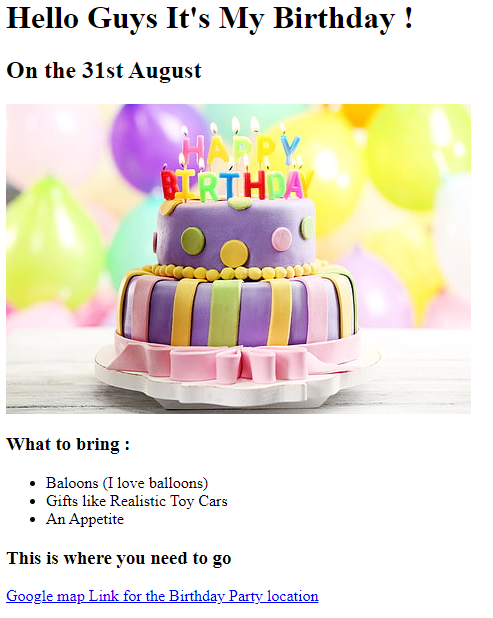 Hello Guys It's My Birthday !
On the 31st August
HAPPY
BIRTHDAY
What to bring :
Baloons (I love balloons)
Gifts like Realistic Toy Cars
An Appetite
This is where you need to go
Google map Link for the Birthday Party location